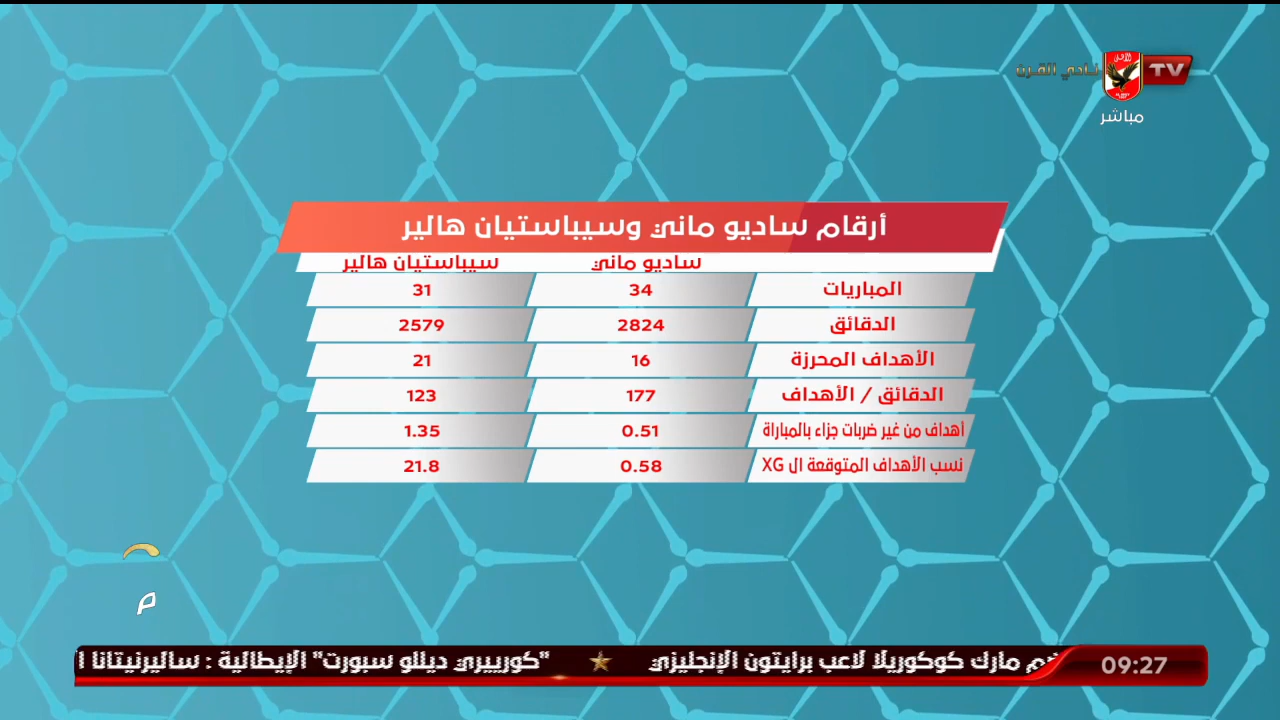 نادي القرن TV
مباشر
أرقام ساديو ماني وسيباستيان هالير
ساديو ماني سيباستيان هالير
المباريات 34 31
الدقائق 2824 2579
الأهداف المحرزة 16 21
الدقائق / الأهداف 177 123
أهداف من غير ضربات جزاء بالمباراة 0.51 1.35
نسب الأهداف المتوقعة ال XG 0.58 21.8
م
09:27 مارك كوكوريلا لاعب برايتون الإنجليزي "كورييري ديللو سبورت" الإيطالية : ساليرنيتانا